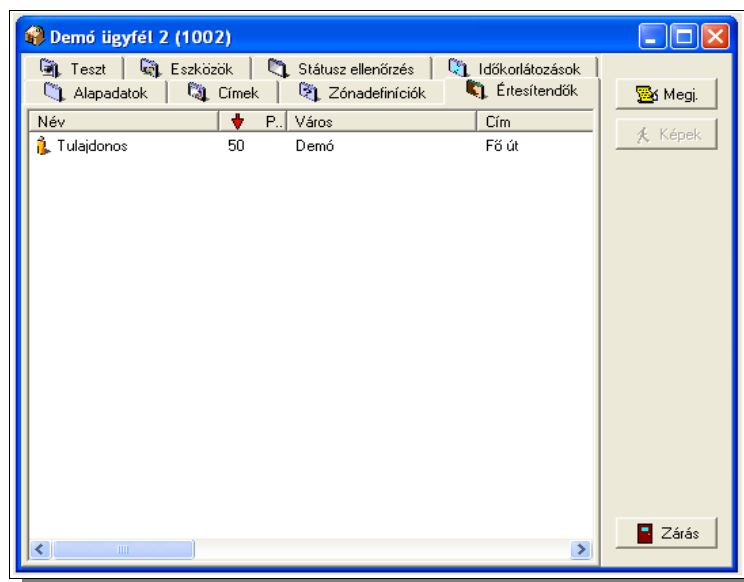 Demó ügyfél 2 (1002)
Teszt Eszközök Státusz ellenőrzés Időkorlátozások
Alapadatok Címek Zónadefiníciók Értesítendők
Megj.
Név P.. Város Cím
Képek
Tulajdonos 50 Demó Fő út
Zárás